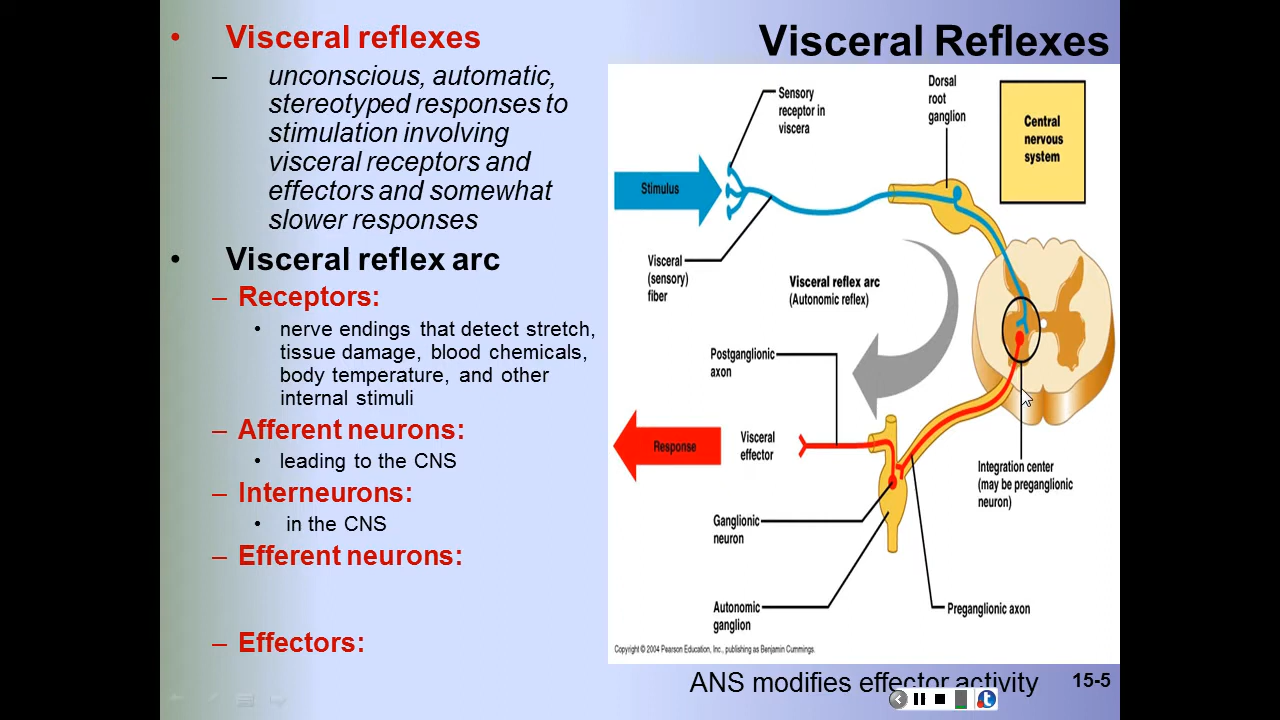 Visceral Reflexes
• Visceral reflexes
– unconscious, automatic,
stereotyped responses to
stimulation involving
visceral receptors and
effectors and somewhat
slower responses
• Visceral reflex arc
– Receptors:
• nerve endings that detect stretch,
tissue damage, blood chemicals,
body temperature, and other
internal stimuli
– Afferent neurons:
• leading to the CNS
– Interneurons:
• in the CNS
– Efferent neurons:
– Effectors:
Sensory
receptor in
viscera
Dorsal
root
ganglion
Central
nervous
system
Stimulus
Visceral
(sensory)
fiber
Visceral reflex arc
(Autonomic reflex)
Postganglionic
axon
Response
Visceral
effector
Integration center
(may be preganglionic
neuron)
Ganglionic
neuron
Autonomic
ganglion
Preganglionic axon
Copyright © 2004 Pearson Education, Inc., publishing as Benjamin Cummings.
ANS modifies effector activity
15-5
t